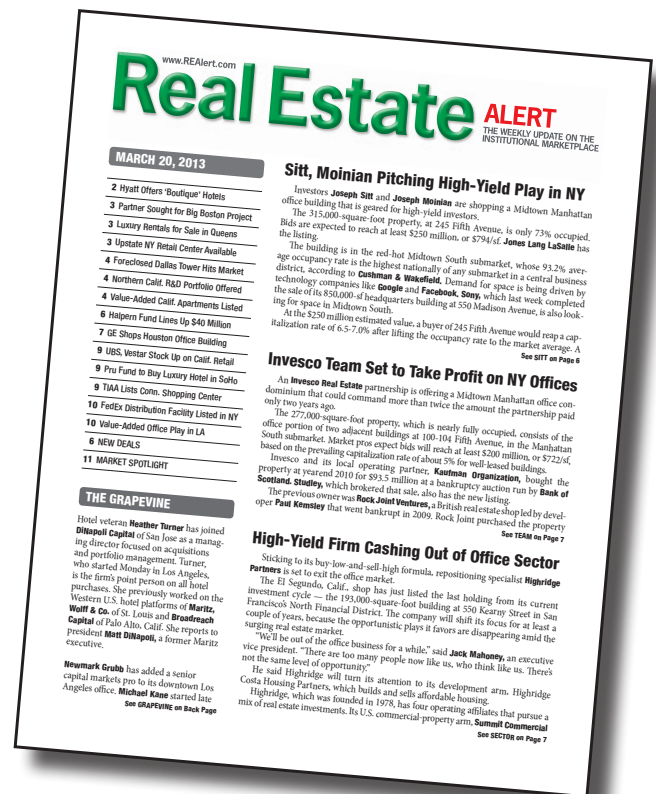 www.REAlert.com
Real Estate
ALERT
THE WEEKLY UPDATE ON THE
INSTITUTIONAL MARKETPLACE
MARCH 20, 2013
2 Hyatt Offers ‘Boutique’ Hotels
3 Partner Sought for Big Boston Project
3 Luxury Rentals for Sale in Queens
3 Upstate NY Retail Center Available
4 Foreclosed Dallas Tower Hits Market
4 Northern Calif. R&D Portfolio Offered
4 Value-Added Calif. Apartments Listed
6 Halpern Fund Lines Up $40 Million
7 GE Shops Houston Office Building
9 UBS, Vestar Stock Up on Calif. Retail
9 Pru Fund to Buy Luxury Hotel in SoHo
9 TIAA Lists Conn. Shopping Center
10 FedEx Distribution Facility Listed in NY
10 Value-Added Office Play in LA
6 NEW DEALS
11 MARKET SPOTLIGHT
THE GRAPEVINE
Hotel veteran Heather Turner has joined
DiNapoli Capital of San Jose as a manag-
ing director focused on acquisitions
and portfolio management. Turner,
who started Monday in Los Angeles,
is the firm’s point person on all hotel
purchases. She previously worked on the
Western U.S. hotel platforms of Maritz,
Wolff & Co. of St. Louis and Broadreach
Capital of Palo Alto, Calif. She reports to
president Matt DiNapoli, a former Maritz
executive.
Newmark Grubb has added a senior
capital markets pro to its downtown Los
Angeles office. Michael Kane started late
See GRAPEVINE on Back Page
Sitt, Moinian Pitching High-Yield Play in NY
Investors Joseph Sitt and Joseph Moinian are shopping a Midtown Manhattan
office building that is geared for high-yield investors.
The 315,000-square-foot property, at 245 Fifth Avenue, is only 73% occupied.
Bids are expected to reach at least $250 million, or $794/sf. Jones Lang LaSalle has
the listing.
The building is in the red-hot Midtown South submarket, whose 93.2% aver-
age occupancy rate is the highest nationally of any submarket in a central business
district, according to Cushman & Wakefield. Demand for space is being driven by
technology companies like Google and Facebook. Sony, which last week completed
the sale of its 850,000-sf headquarters building at 550 Madison Avenue, is also look-
ing for space in Midtown South.
At the $250 million estimated value, a buyer of 245 Fifth Avenue would reap a cap-
italization rate of 6.5-7.0% after lifting the occupancy rate to the market average. A
See SITT on Page 6
Invesco Team Set to Take Profit on NY Offices
An Invesco Real Estate partnership is offering a Midtown Manhattan office con-
dominium that could command more than twice the amount the partnership paid
only two years ago.
The 277,000-square-foot property, which is nearly fully occupied, consists of the
office portion of two adjacent buildings at 100-104 Fifth Avenue, in the Manhattan
South submarket. Market pros expect bids will reach at least $200 million, or $722/sf,
based on the prevailing capitalization rate of about 5% for well-leased buildings.
Invesco and its local operating partner, Kaufman Organization, bought the
property at yearend 2010 for $93.5 million at a bankruptcy auction run by Bank of
Scotland. Studley, which brokered that sale, also has the new listing.
The previous owner was Rock Joint Ventures, a British real estate shop led by devel-
oper Paul Kemsley that went bankrupt in 2009. Rock Joint purchased the property
See TEAM on Page 7
High-Yield Firm Cashing Out of Office Sector
Sticking to its buy-low-and-sell-high formula, repositioning specialist Highridge
Partners is set to exit the office market.
The El Segundo, Calif., shop has just listed the last holding from its current
investment cycle — the 193,000-square-foot building at 550 Kearny Street in San
Francisco’s North Financial District. The company will shift its focus for at least a
couple of years, because the opportunistic plays it favors are disappearing amid the
surging real estate market.
“We’ll be out of the office business for a while,” said Jack Mahoney, an executive
vice president. “There are too many people now like us, who think like us. There’s
not the same level of opportunity.”
He said Highridge will turn its attention to its development arm, Highridge
Costa Housing Partners, which builds and sells affordable housing.
Highridge, which was founded in 1978, has four operating affiliates that pursue a
mix of real estate investments. Its U.S. commercial-property arm, Summit Commercial
See SECTOR on Page 7